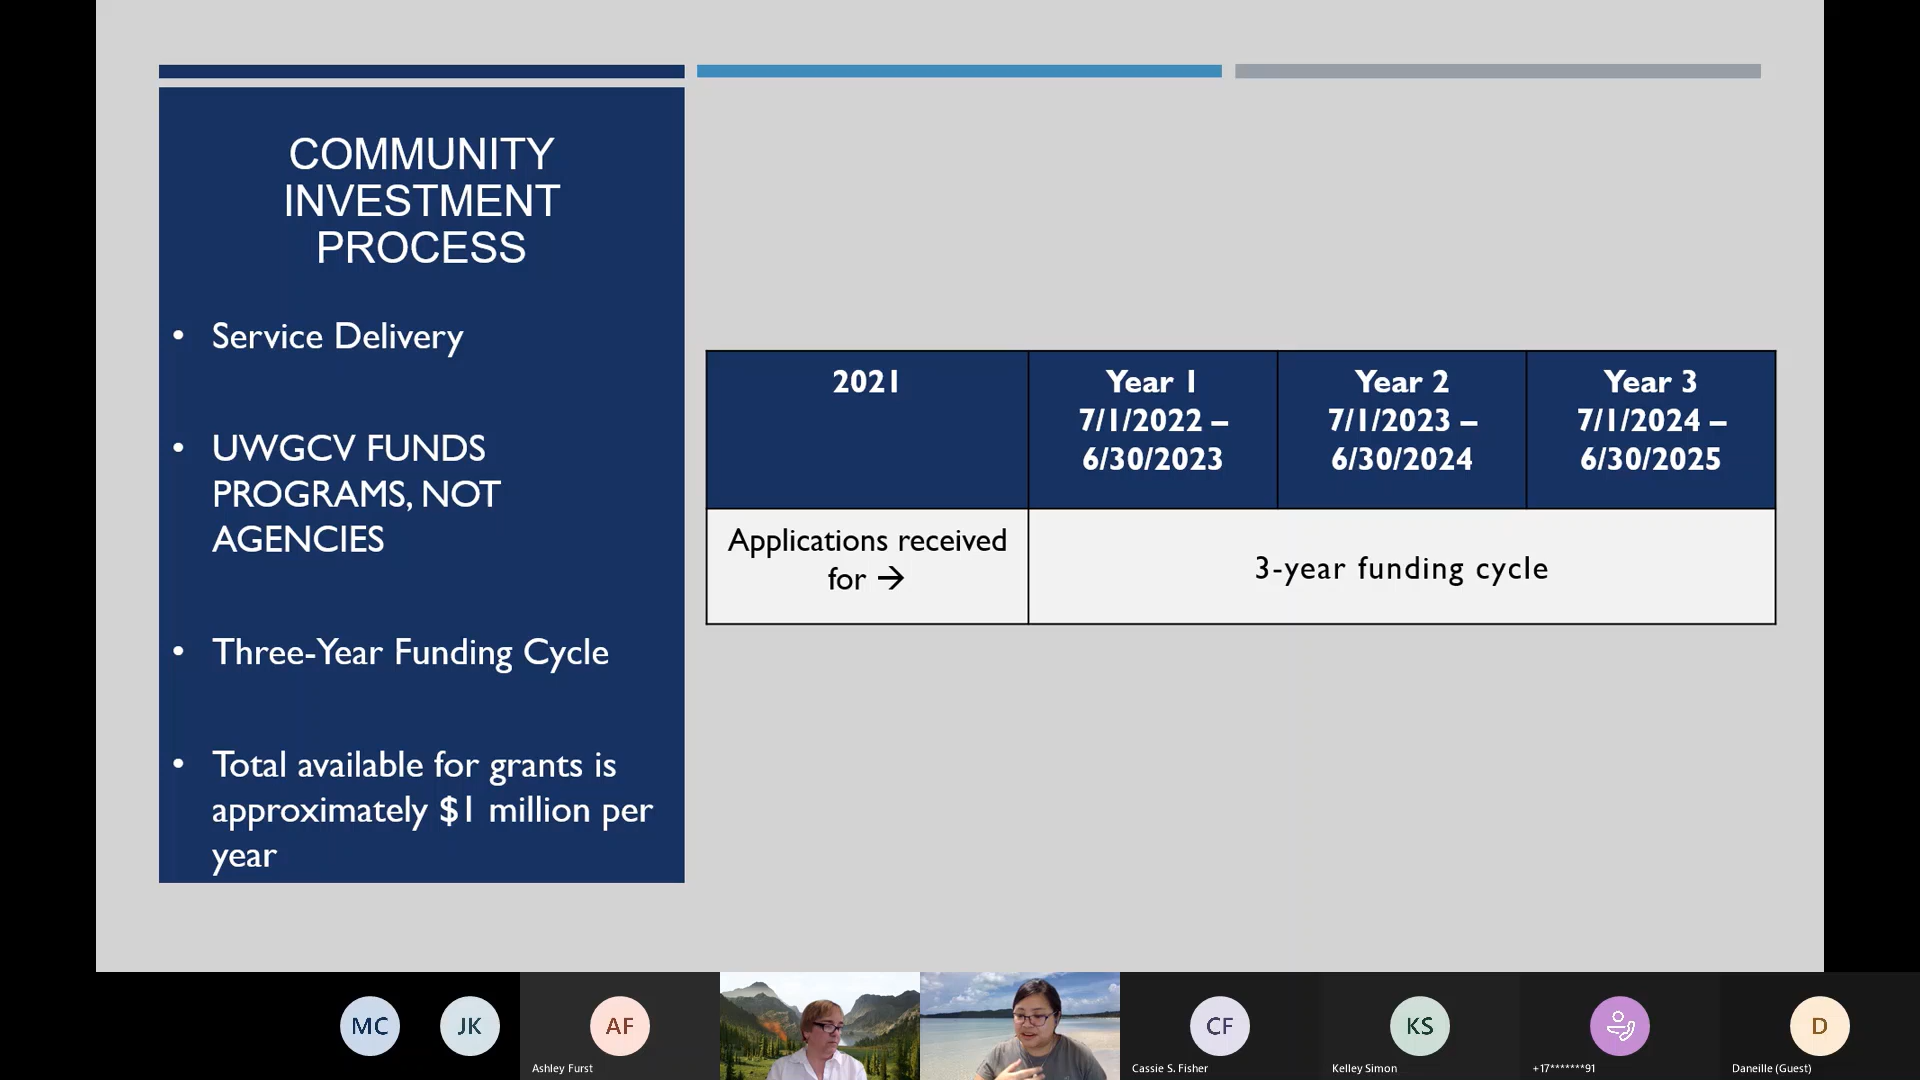 COMMUNITY
INVESTMENT
PROCESS
• Service Delivery
• UWGCV FUNDS
PROGRAMS, NOT
AGENCIES
• Three-Year Funding Cycle
• Total available for grants is
approximately $1 million per
year
2021
Year 1
7/1/2022 –
6/30/2023
Year 2
7/1/2023 –
6/30/2024
Year 3
7/1/2024 –
6/30/2025
Applications received
for →
3-year funding cycle
MC
JK
AF
Ashley Furst
CF
Cassie S. Fisher
KS
Kelley Simon
+17*******91
D
Daneille (Guest)